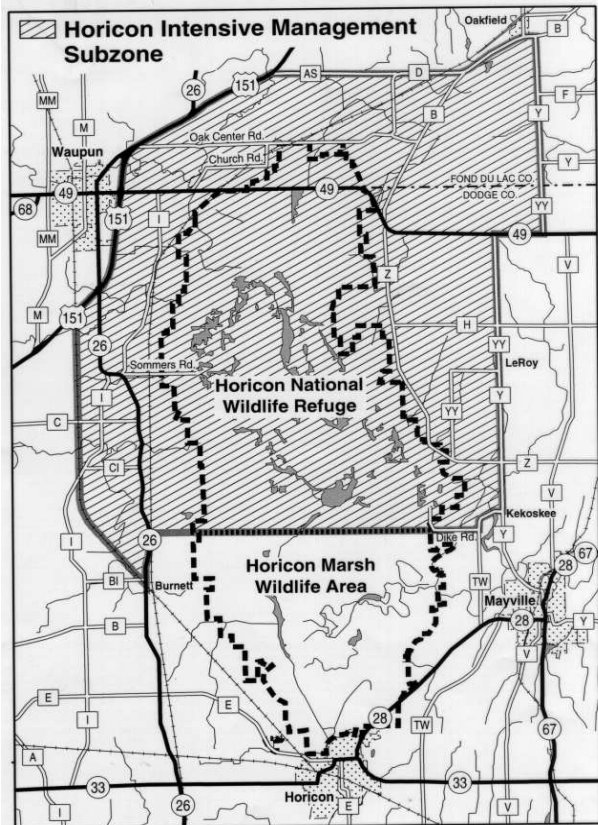 Horicon Intensive Management
Subzone
Oakfield
B
26
151
AS
D
MM
M
B
F
Y
Oak Center Rd.
Waupun
Church Rd.
Y
FOND DU LAC CO.
DODGE CO.
49
49
68
151
I
YY
MM
49
V
Z
M
151
26
H
YY
Sommers Rd.
LeRoy
I
Horicon National
Wildlife Refuge
Y
C
YY
CI
Z
V
Kekoskee
26
Dike Rd.
Y
I
Horicon Marsh
Wildlife Area
67
28
BI
Burnett
TW
Mayville
B
28
Y
V
E
E
I
28
TW
67
A
33
33
Horicon
I
26
E
V